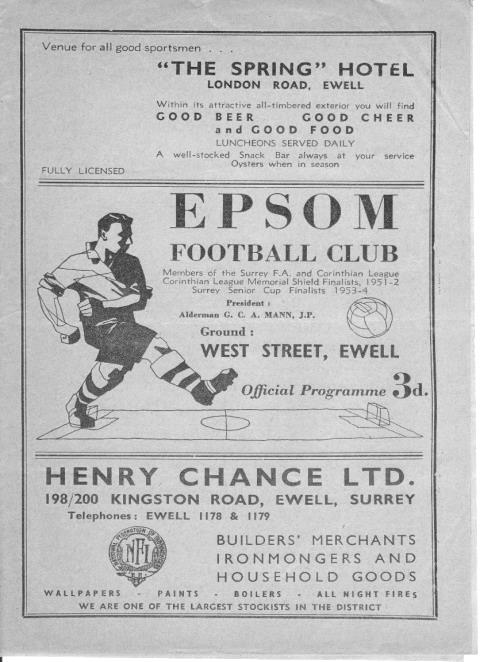 Venue for all good sportsmen . . .
"THE SPRING" HOTEL
LONDON ROAD, EWELL
Within its attractive all-timbered exterior you will find
GOOD BEER GOOD CHEER
and GOOD FOOD
LUNCHEONS SERVED DAILY
A well-stocked Snack Bar always at your service
Oysters when in season
FULLY LICENSED
EPSOM
FOOTBALL CLUB
Members of the Surrey F.A. and Corinthian League
Corinthian League Memorial Shield Finalists, 1951-2
Surrey Senior Cup Finalists 1953-4
President :
Alderman G. C. A. MANN, J.P.
Ground :
WEST STREET, EWELL
Official Programme 3d.
HENRY CHANCE LTD.
198/200 KINGSTON ROAD, EWELL, SURREY
Telephones : EWELL 1178 & 1179
NFI
BUILDERS' MERCHANTS
IRONMONGERS AND
HOUSEHOLD GOODS
WALLPAPERS - PAINTS - BOILERS - ALL NIGHT FIRES
WE ARE ONE OF THE LARGEST STOCKISTS IN THE DISTRICT